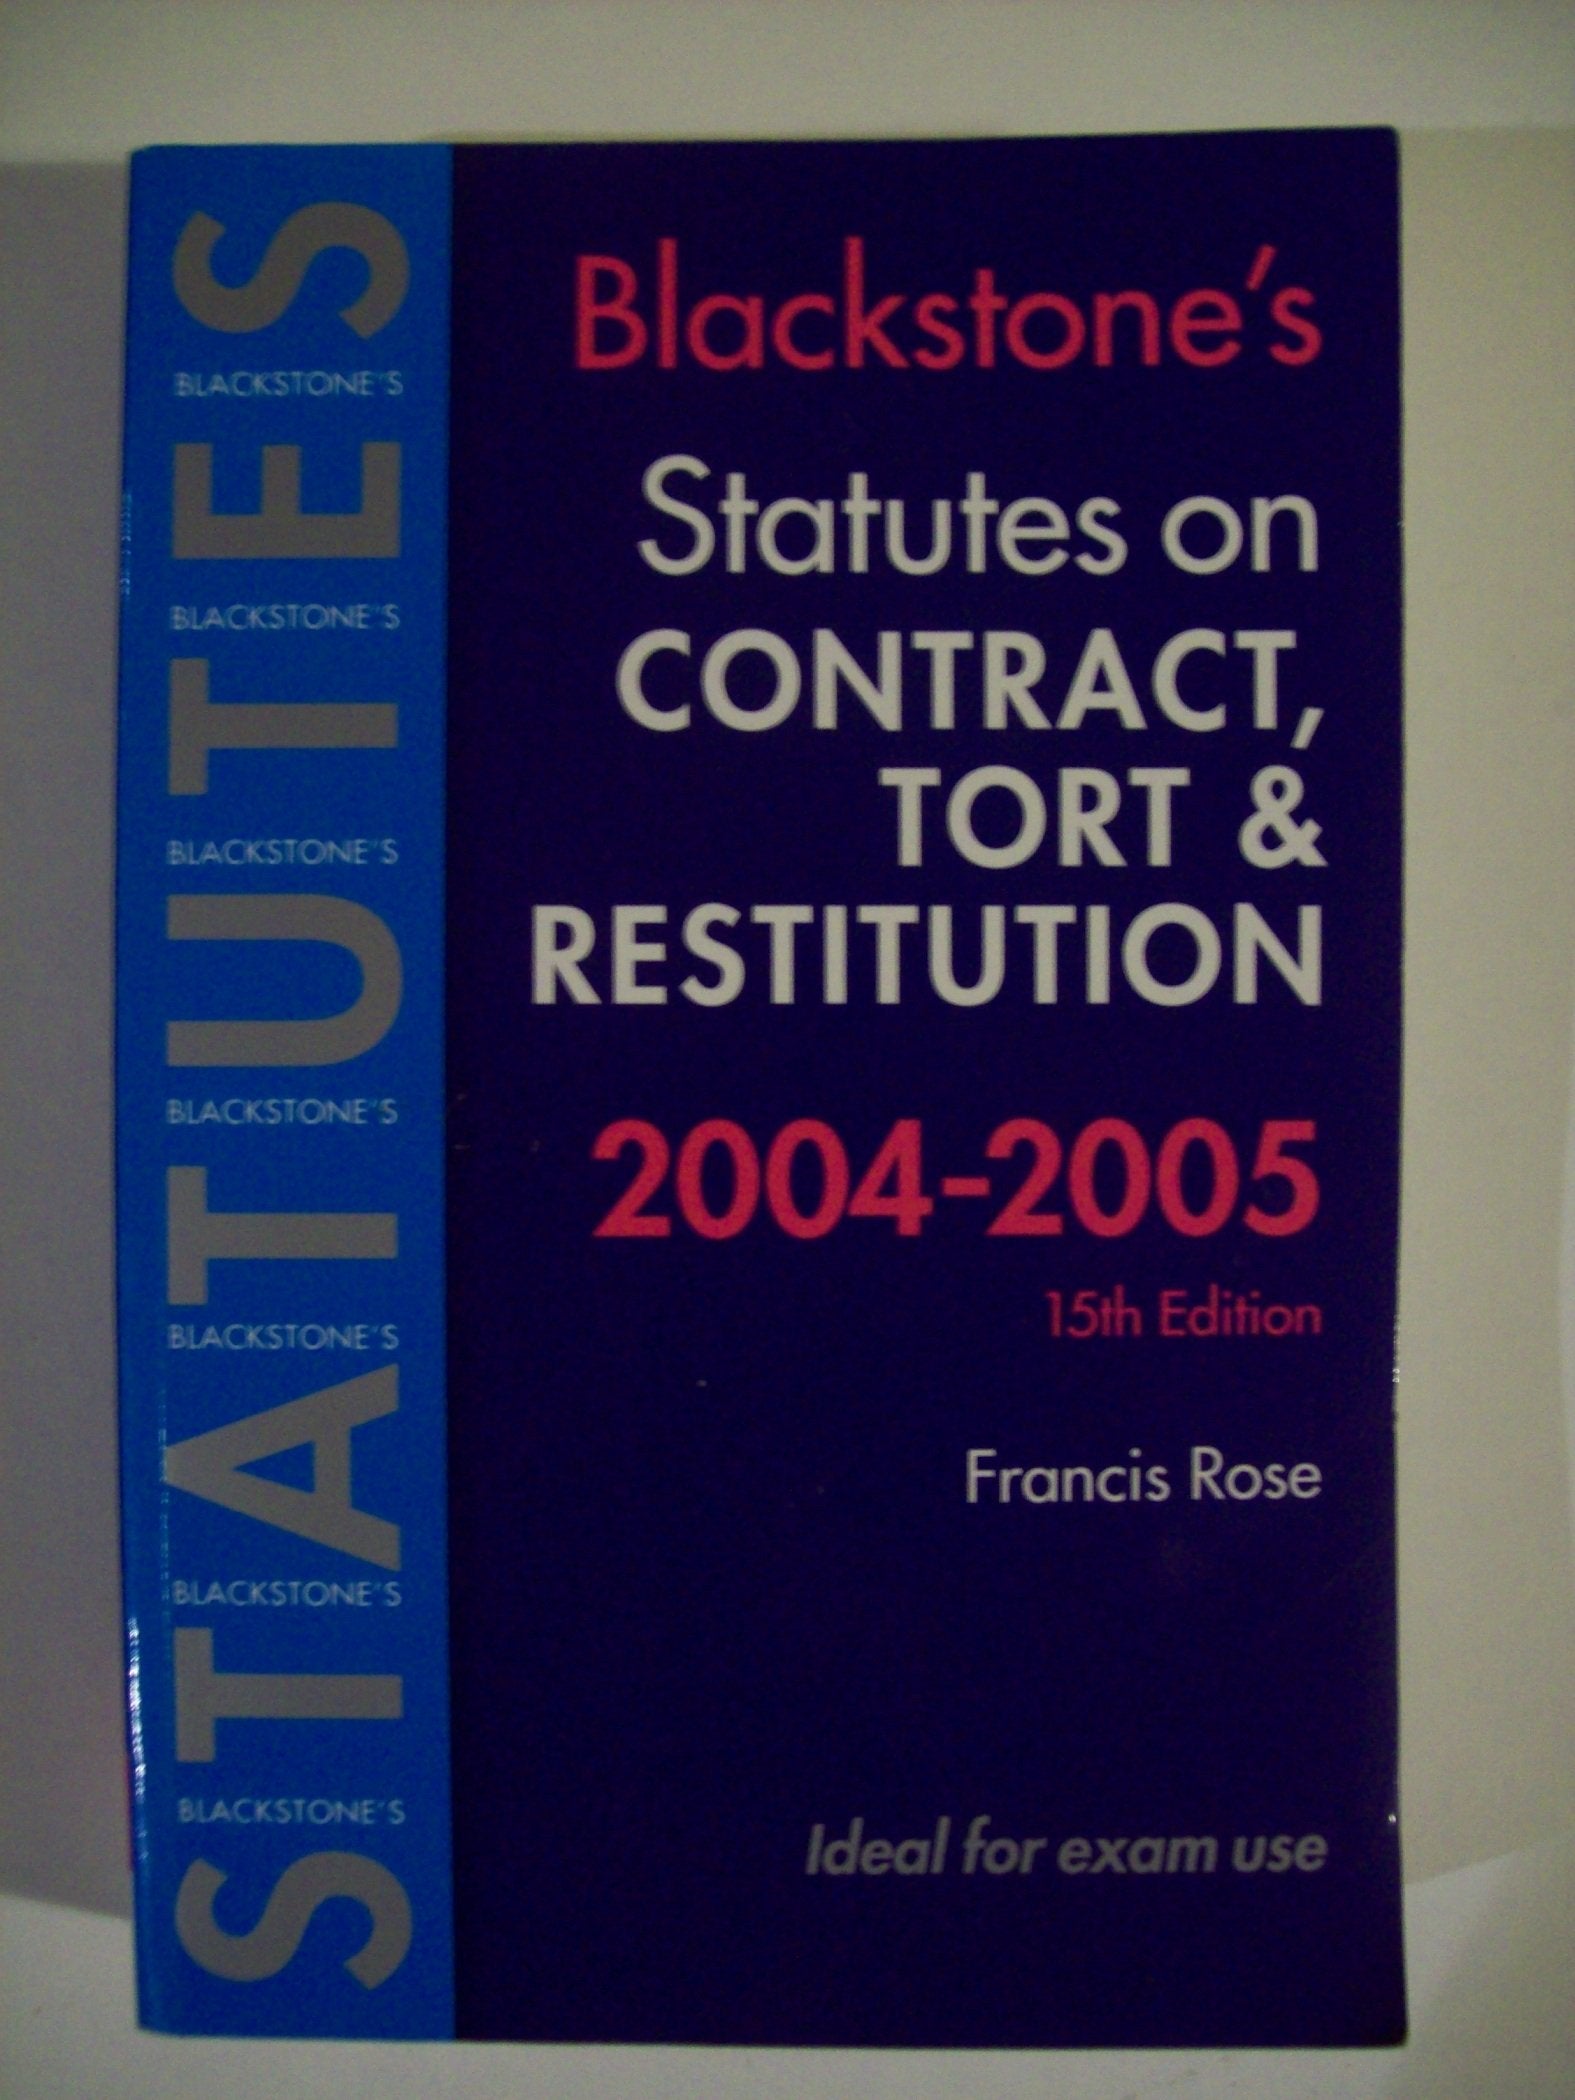 STATUTES
BLACKSTONE'S
BLACKSTONE'S
BLACKSTONE'S
BLACKSTONE'S
BLACKSTONE'S
BLACKSTONE'S
BLACKSTONE'S
Blackstone's
Statutes on
CONTRACT,
TORT &
RESTITUTION
2004-2005
15th Edition
Francis Rose
Ideal for exam use